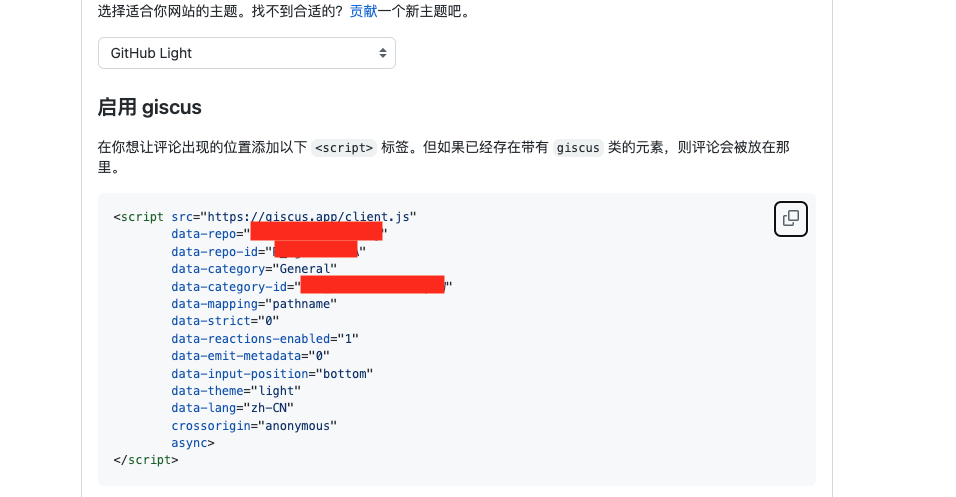 选择适合你网站的主题。找不到合适的？贡献一个新主题吧。
GitHub Light
启用 giscus
在你想让评论出现的位置添加以下 <script> 标签。但如果已经存在带有 giscus 类的元素，则评论会被放在那
里。
<script src="https://giscus.app/client.js"
data-repo=" "
data-repo-id=" "
data-category="General"
data-category-id=" "
data-mapping="pathname"
data-strict="0"
data-reactions-enabled="1"
data-emit-metadata="0"
data-input-position="bottom"
data-theme="light"
data-lang="zh-CN"
crossorigin="anonymous"
async>
</script>